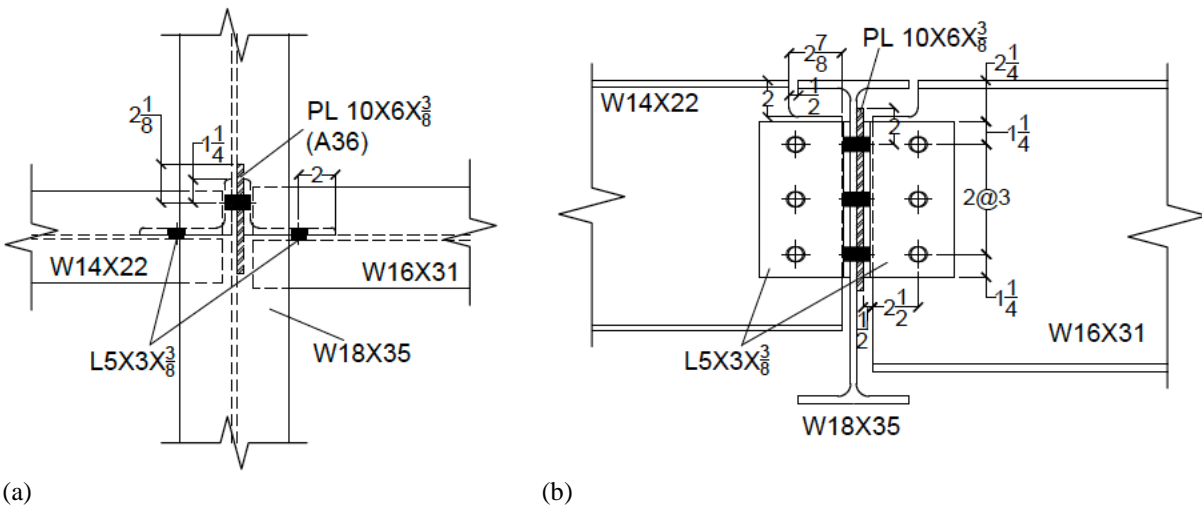 PL 10X6X3/8
(A36)
2 1/8
1 1/4
2
W14X22
W16X31
L5X3X3/8
W18X35
(a)
PL 10X6X3/8
2 7/8
1/2
2
W14X22
2
2 1/4
1 1/4
2@3
1 1/4
2 1/2
1/2
L5X3X3/8
W16X31
W18X35
(b)